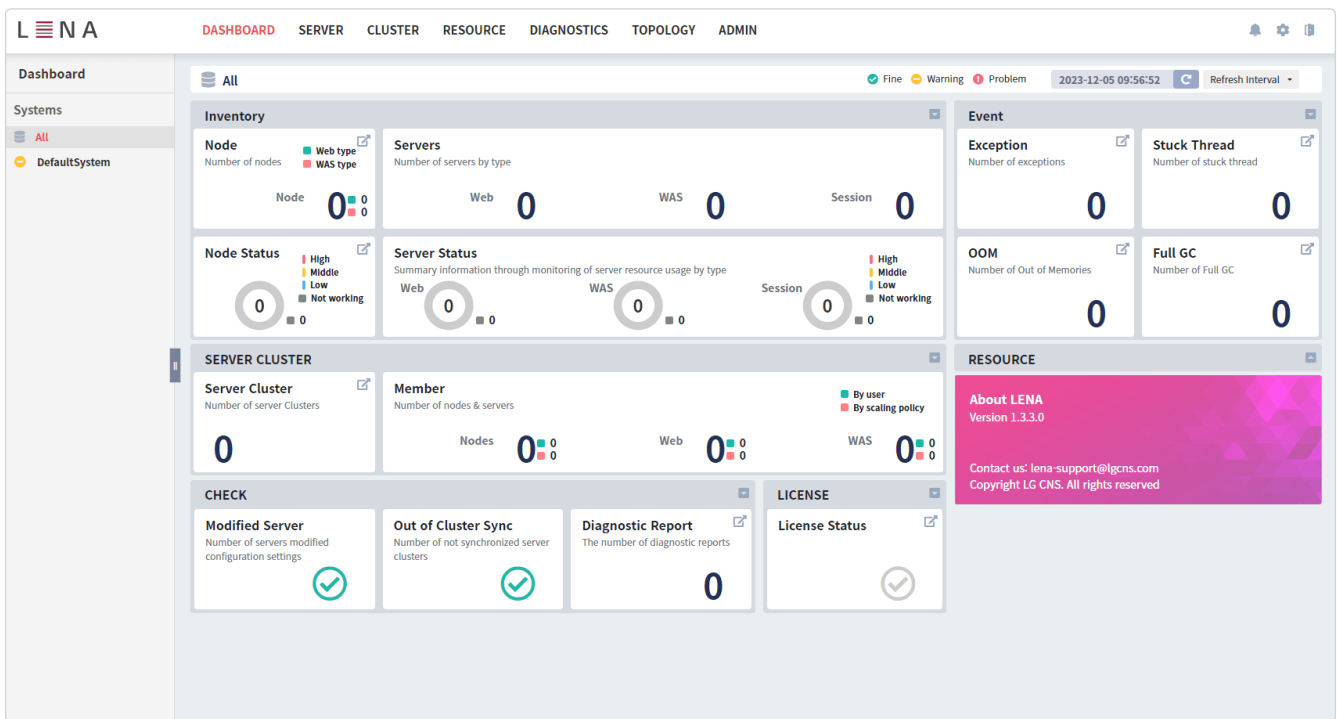 LENA
DASHBOARD SERVER CLUSTER RESOURCE DIAGNOSTICS TOPOLOGY ADMIN
Dashboard
Systems
All
DefaultSystem
All
Fine Warning Problem 2023-12-05 09:56:52 Refresh Interval
Inventory
Node
Number of nodes
Web type
WAS type
Node 0 0
0
Servers
Number of servers by type
Web 0 WAS 0 Session 0
Node Status
High
Middle
Low
Not working
0 0
Server Status
Summary information through monitoring of server resource usage by type
High
Middle
Low
Not working
Web 0 0 WAS 0 0 Session 0 0
Event
Exception
Number of exceptions
0
Stuck Thread
Number of stuck thread
0
OOM
Number of Out of Memories
0
Full GC
Number of Full GC
0
SERVER CLUSTER
Server Cluster
Number of server Clusters
0
Member
Number of nodes & servers
By user
By scaling policy
Nodes 0 0
0
Web 0 0
0
WAS 0 0
0
RESOURCE
About LENA
Version 1.3.3.0
Contact us: lena-support@lgcns.com
Copyright LG CNS. All rights reserved
CHECK
Modified Server
Number of servers modified
configuration settings
Out of Cluster Sync
Number of not synchronized server
clusters
Diagnostic Report
The number of diagnostic reports
0
LICENSE
License Status